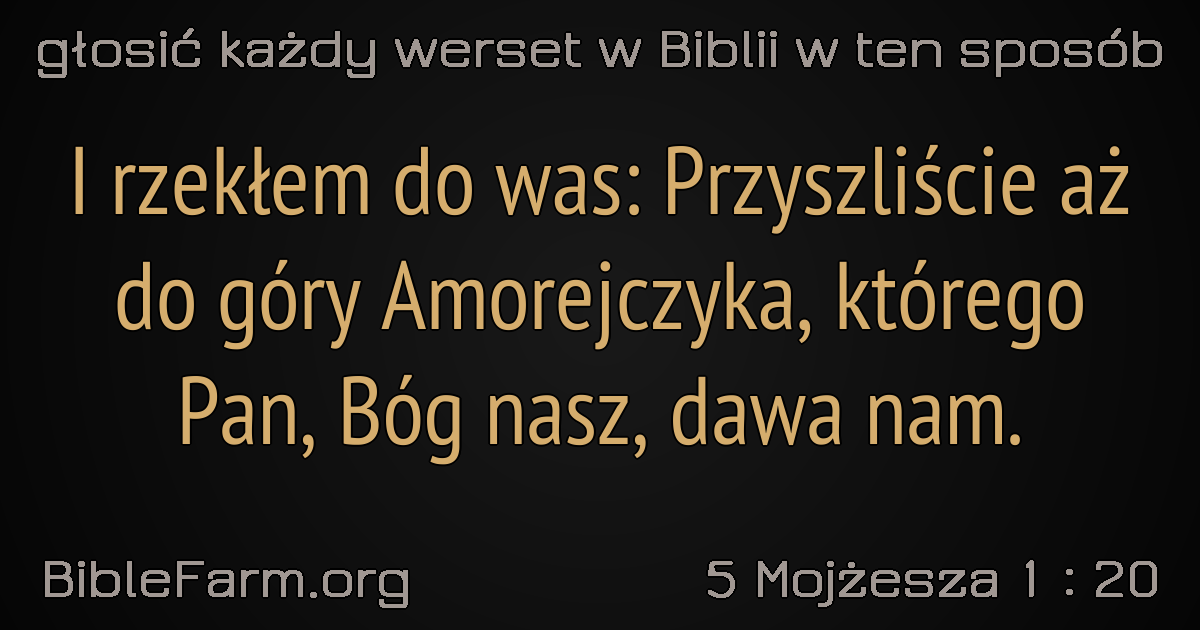 głosić każdy werset w Biblii w ten sposób
I rzekłem do was: Przyszliście aż
do góry Amorejczyka, którego
Pan, Bóg nasz, dawa nam.
BibleFarm.org
5 Mojżesza 1 : 20